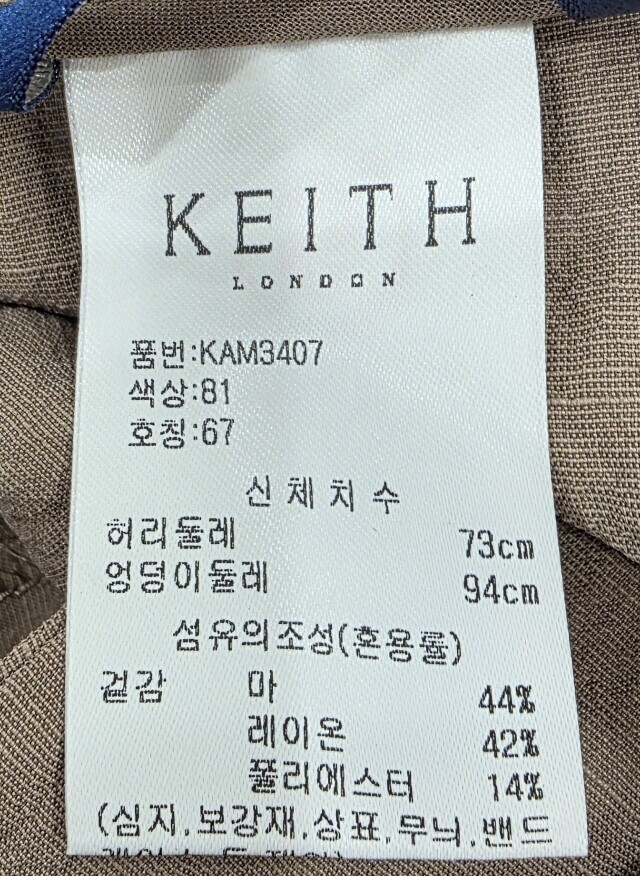 KEITH
LONDON
품번:KAM3407
색상:81
호칭:67
신체치수
허리둘레 73cm
엉덩이둘레 94cm
섬유의조성(혼용률)
겉감 마 44%
레이온 42%
폴리에스터 14%
(심지,보강재,상표,무늬,밴드